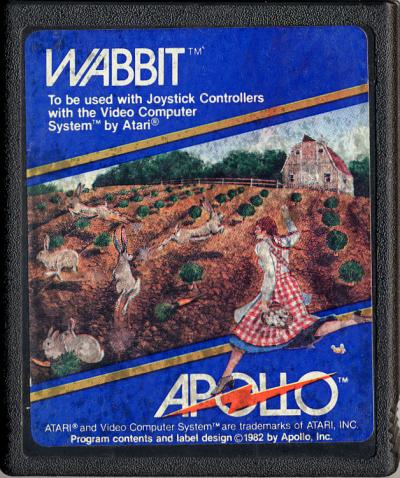 WABBIT™
To be used with Joystick Controllers
with the Video Computer
System™ by Atari®
APOLLO™
ATARI® and Video Computer System™ are trademarks of ATARI, INC.
Program contents and label design ©1982 by Apollo, Inc.